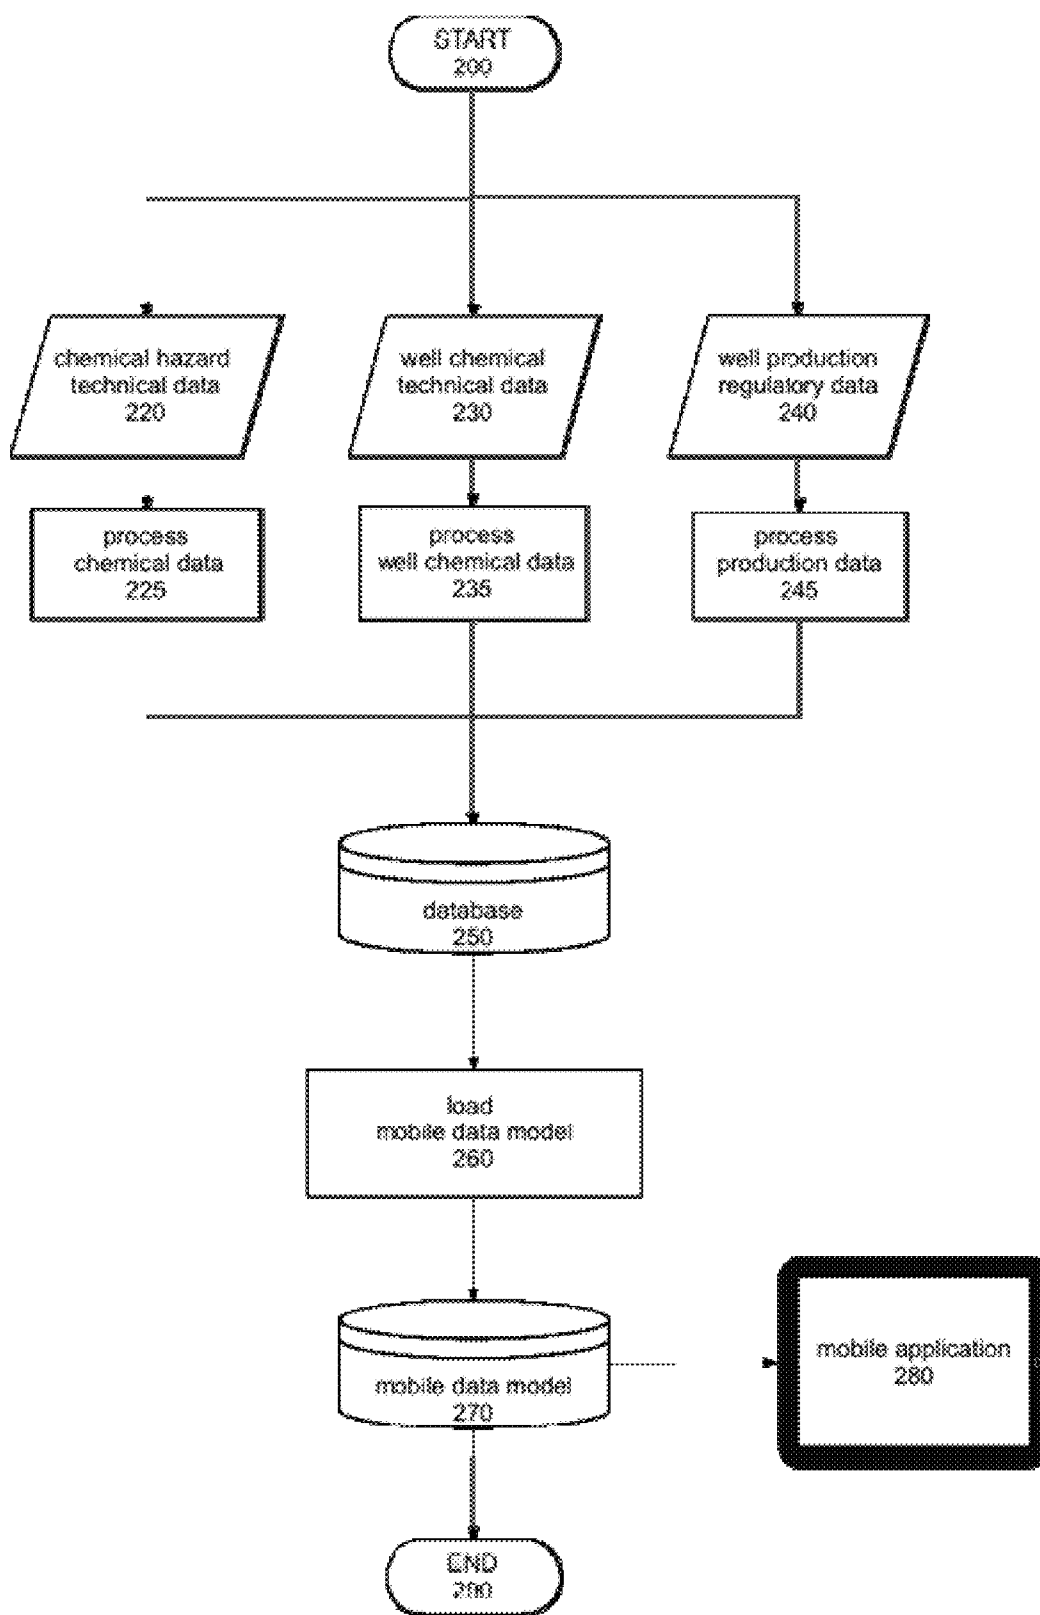 START
200
chemical hazard
technical data
220
well chemical
technical data
230
well production
regulatory data
240
process
chemical data
225
process
well chemical data
235
process
production data
245
database
250
load
mobile data model
260
mobile data model
270
mobile application
280
END